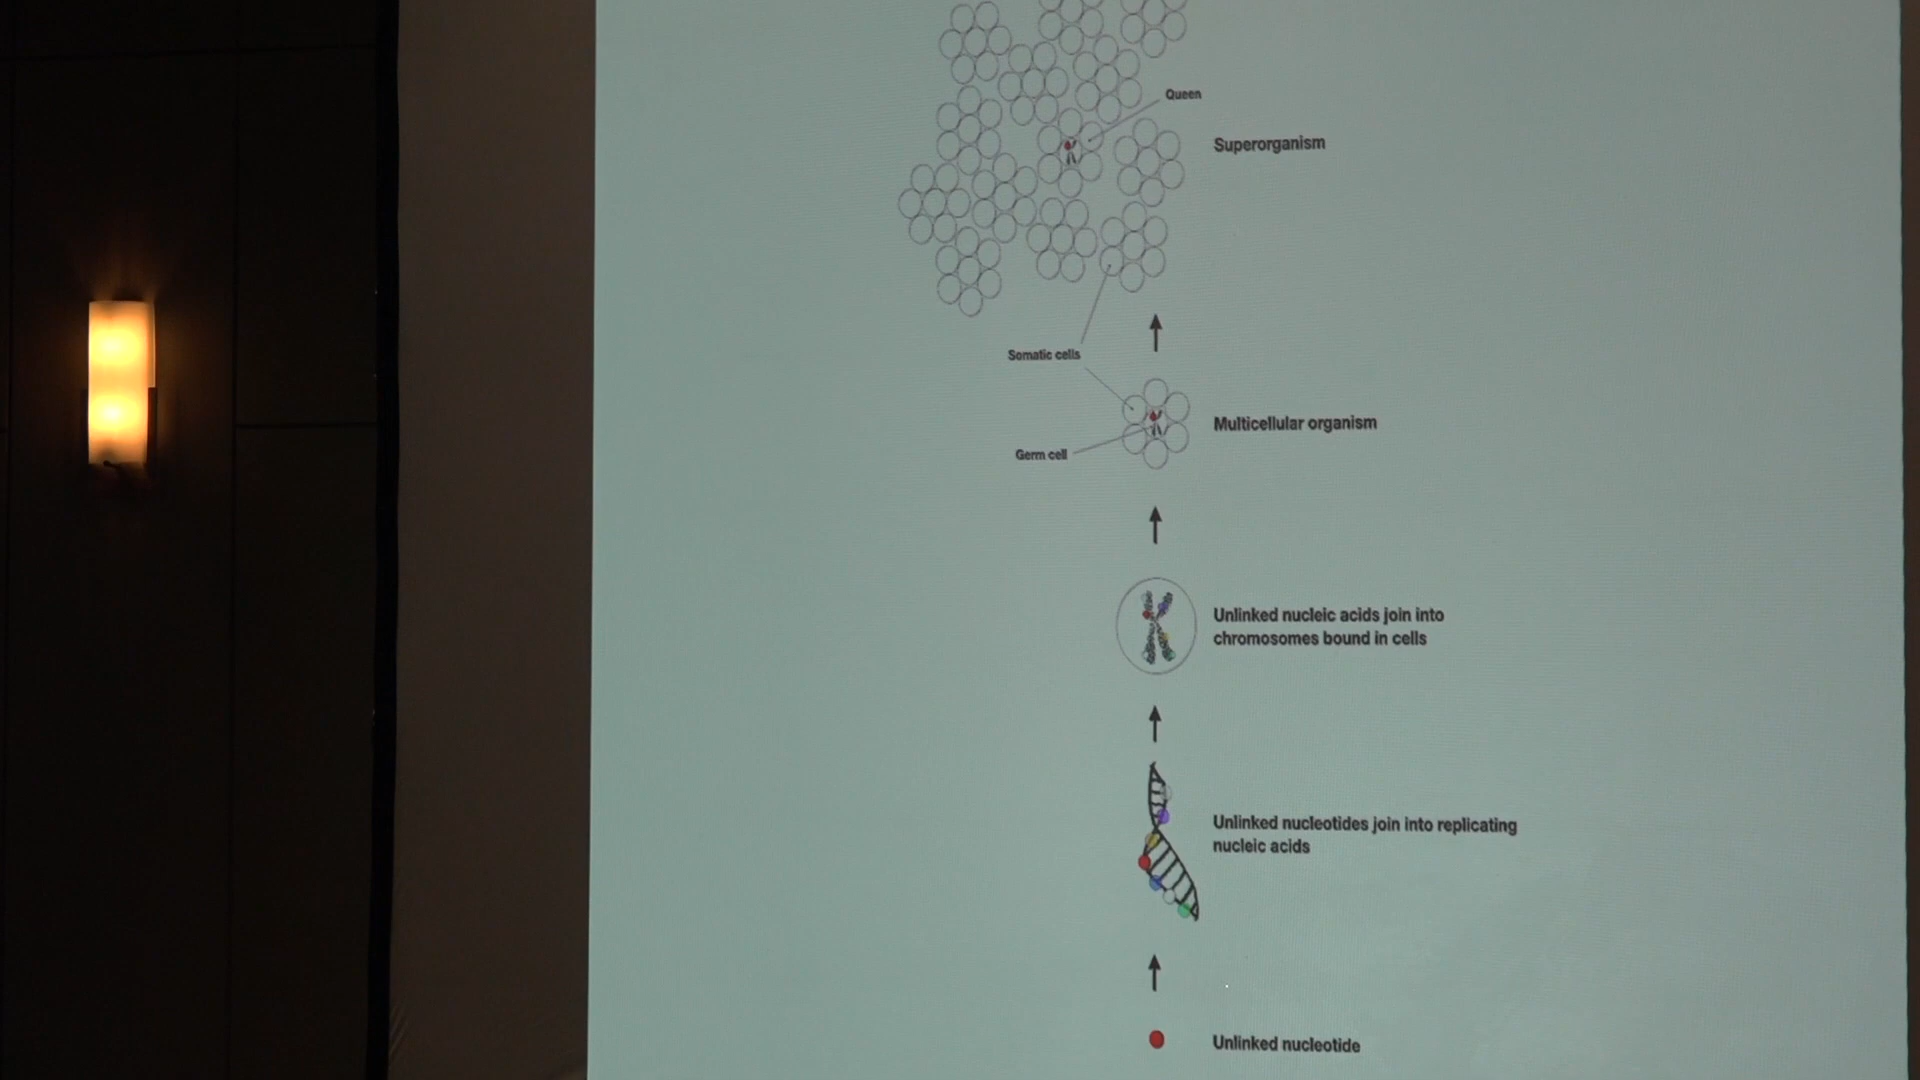 Queen
Superorganism
Somatic cells
Multicellular organism
Germ cell
Unlinked nucleic acids join into
chromosomes bound in cells
Unlinked nucleotides join into replicating
nucleic acids
Unlinked nucleotide